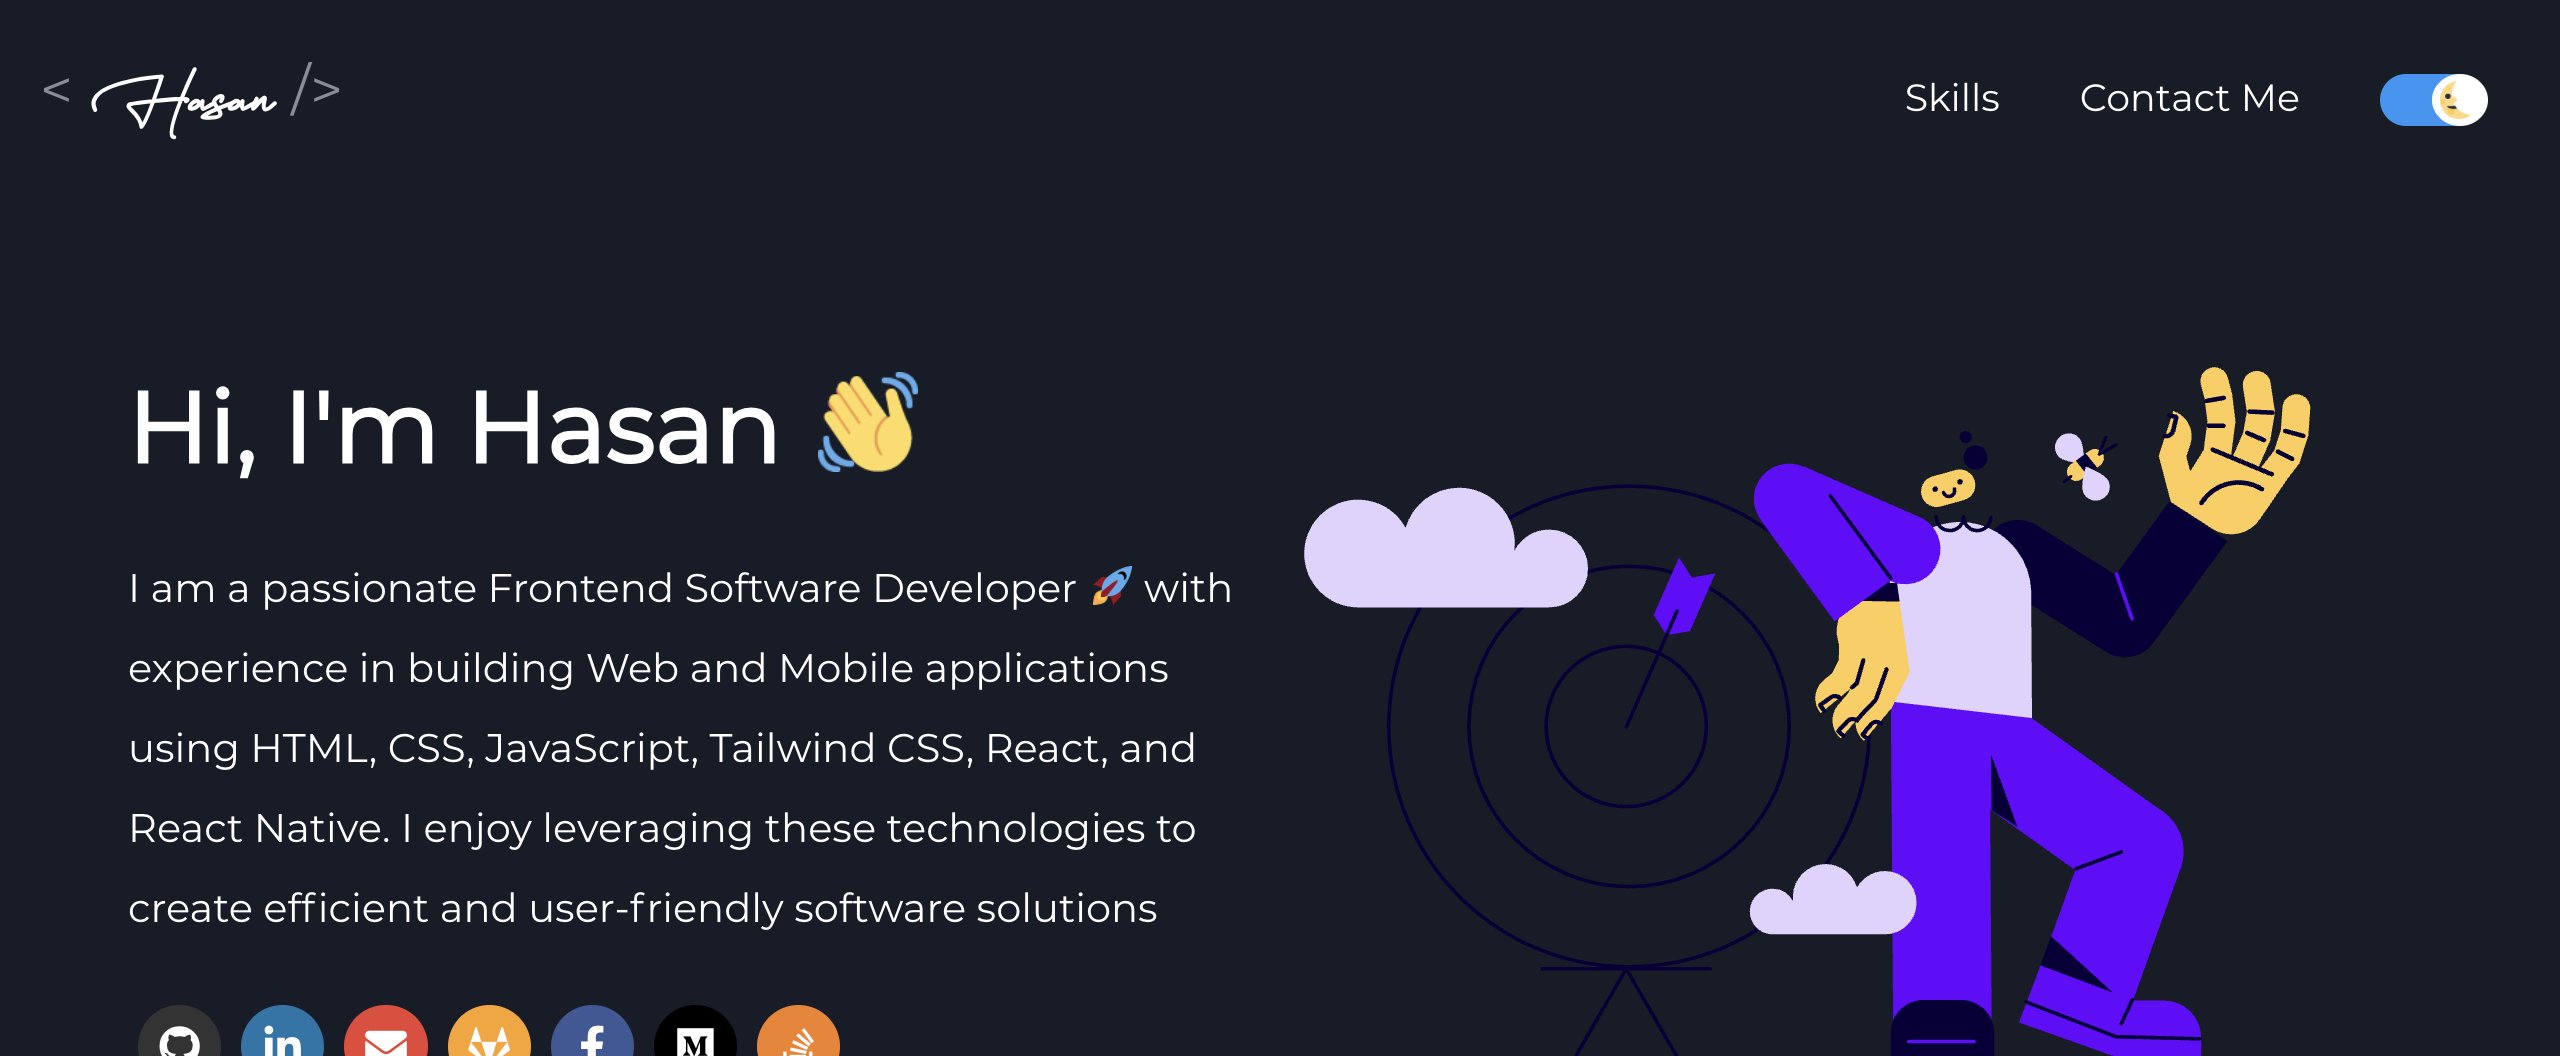 < Hasan />
Skills
Contact Me
Hi, I'm Hasan 👋
I am a passionate Frontend Software Developer 🚀 with
experience in building Web and Mobile applications
using HTML, CSS, JavaScript, Tailwind CSS, React, and
React Native. I enjoy leveraging these technologies to
create efficient and user-friendly software solutions
in
f
M